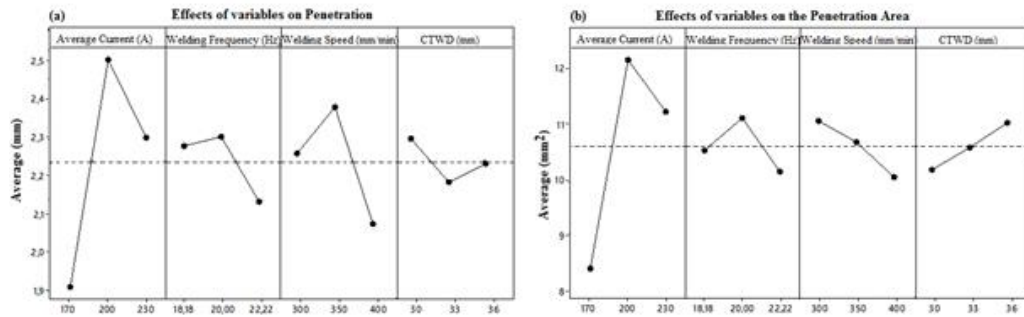 (a) Effects of variables on Penetration
Average Current (A) Welding Frequency (Hz) Welding Speed (mm/min) CTWD (mm)
2,5
2,4
2,3
2,2
2,1
2,0
1,9
Average (mm)
170 200 230 18,18 20,00 22,22 300 350 400 30 33 36
(b) Effects of variables on the Penetration Area
Average Current (A) Welding Frequency (Hz) Welding Speed (mm/min) CTWD (mm)
12
11
10
9
8
Average (mm²)
170 200 230 18,18 20,00 22,22 300 350 400 30 33 36